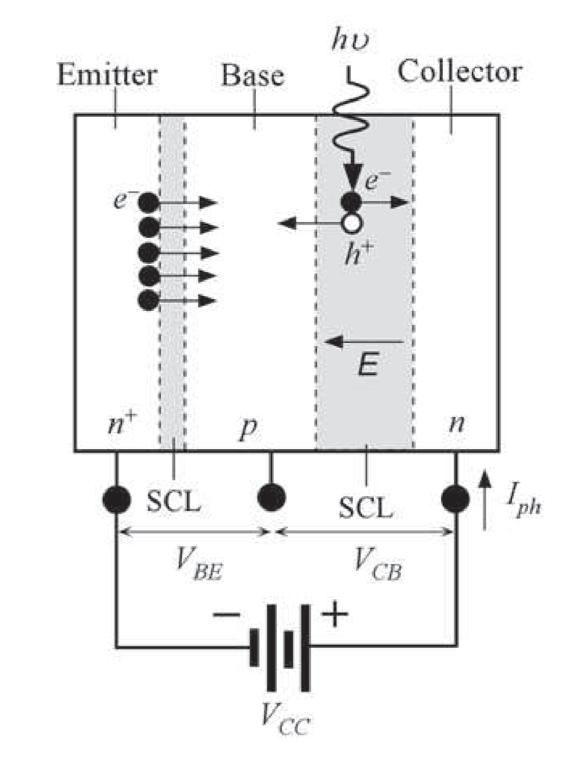 hυ
Emitter
Base
Collector
e⁻
e⁻
h⁺
E
n⁺
p
n
SCL
SCL
I_ph
V_BE
V_CB
− +
V_CC